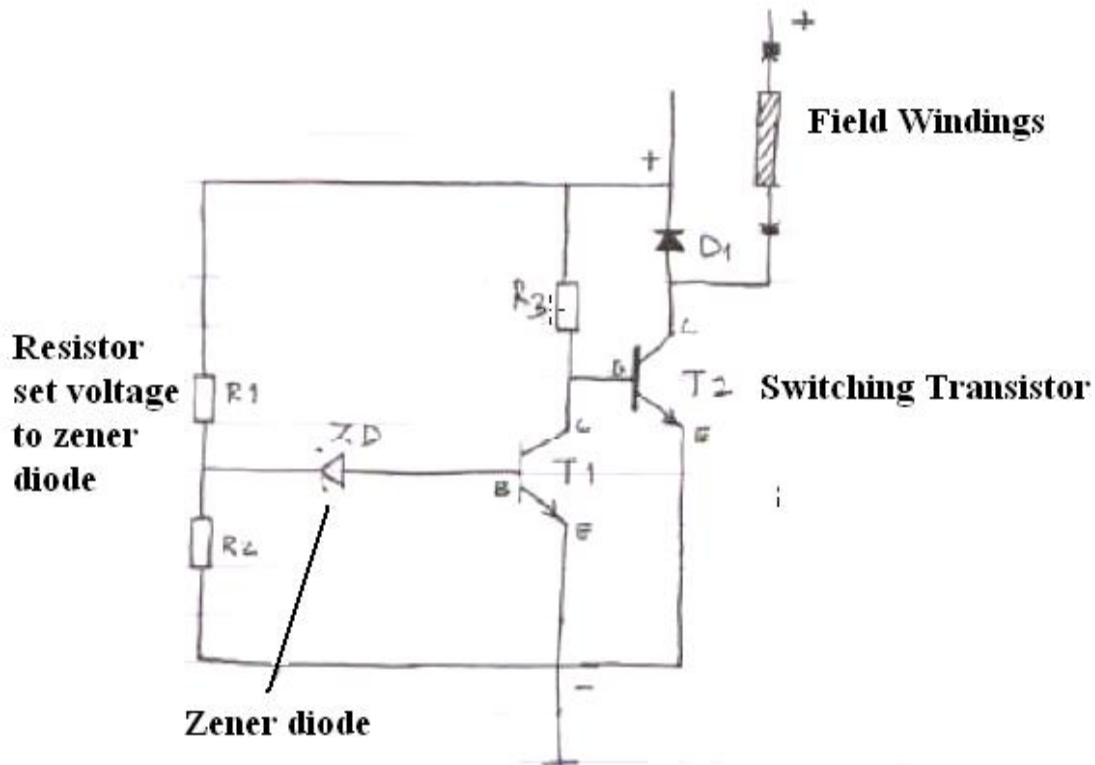 +
Field Windings
+
D1
R3
C
Resistor
set voltage
to zener
diode
R1
B
T2
Switching Transistor
E
ZD
C
T1
B
E
R2
-
Zener diode